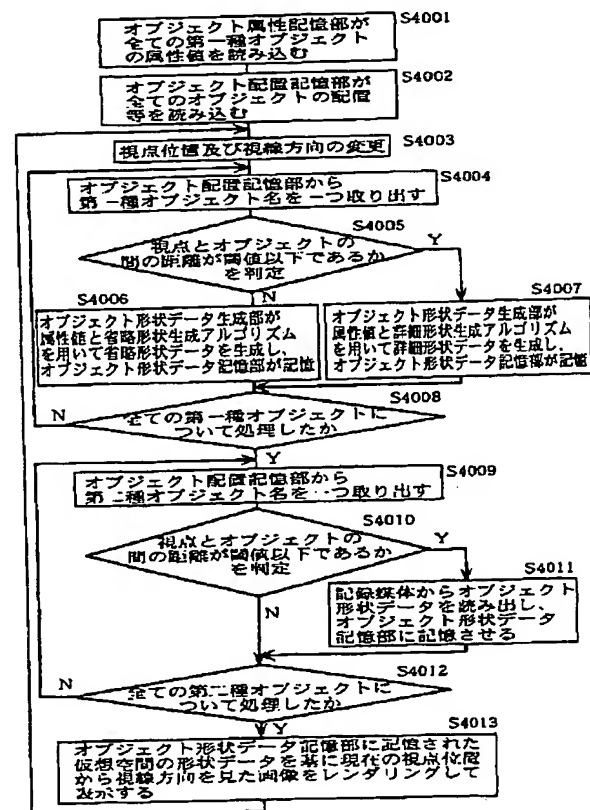 S4001
オブジェクト属性記憶部が
全ての第一種オブジェクト
の属性値を読み込む
S4002
オブジェクト配置記憶部が
全てのオブジェクトの配置
等を読み込む
S4003
視点位置及び視線方向の変更
S4004
オブジェクト配置記憶部から
第一種オブジェクト名を一つ取り出す
S4005
視点とオブジェクトの
間の距離が閾値以下であるか
を判定
Y
N
S4006
オブジェクト形状データ生成部が
属性値と省略形状生成アルゴリズム
を用いて省略形状データを生成し、
オブジェクト形状データ記憶部が記憶
S4007
オブジェクト形状データ生成部が
属性値と詳細形状生成アルゴリズム
を用いて詳細形状データを生成し、
オブジェクト形状データ記憶部が記憶
S4008
N
全ての第一種オブジェクトに
ついて処理したか
Y
S4009
オブジェクト配置記憶部から
第二種オブジェクト名を一つ取り出す
S4010
視点とオブジェクトの
間の距離が閾値以下であるか
を判定
Y
N
S4011
記録媒体からオブジェクト
形状データを読み出し、
オブジェクト形状データ
記憶部に記憶させる
S4012
N
全ての第二種オブジェクトに
ついて処理したか
Y
S4013
オブジェクト形状データ記憶部に記憶された
仮想空間の形状データを基に現在の視点位置
から視線方向を見た画像をレンダリングして
表示する